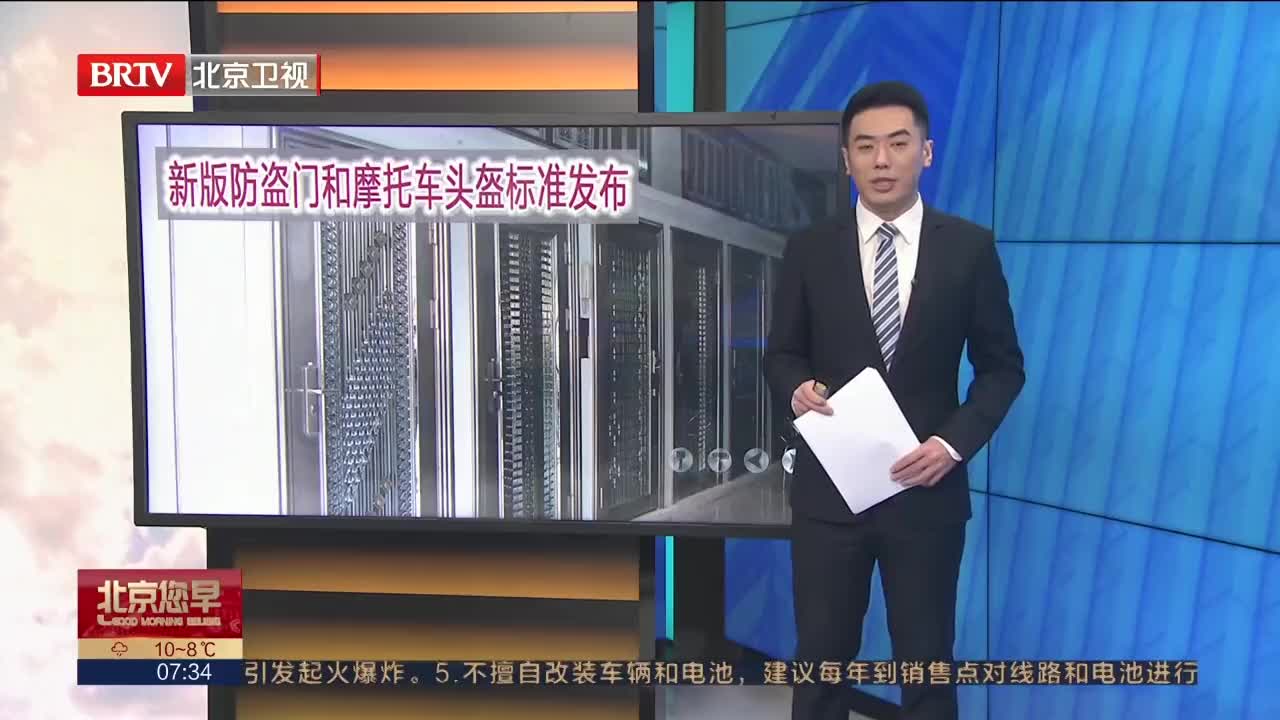 BRTV 北京卫视
新版防盗门和摩托车头盔标准发布
北京您早
GOOD MORNING BEIJING
10~8℃
07:34
引发起火爆炸。5.不擅自改装车辆和电池，建议每年到销售点对线路和电池进行